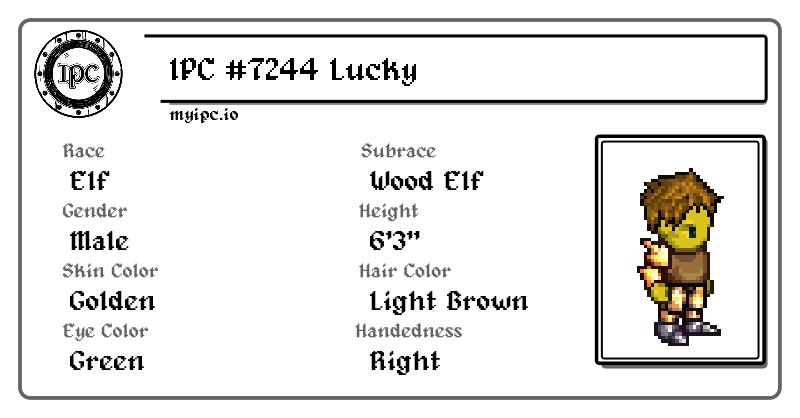 IPC
IPC #7244 Lucky
myipc.io
Race
Subrace
Elf
Wood Elf
Gender
Height
Male
6'3"
Skin Color
Hair Color
Golden
Light Brown
Eye Color
Handedness
Green
Right